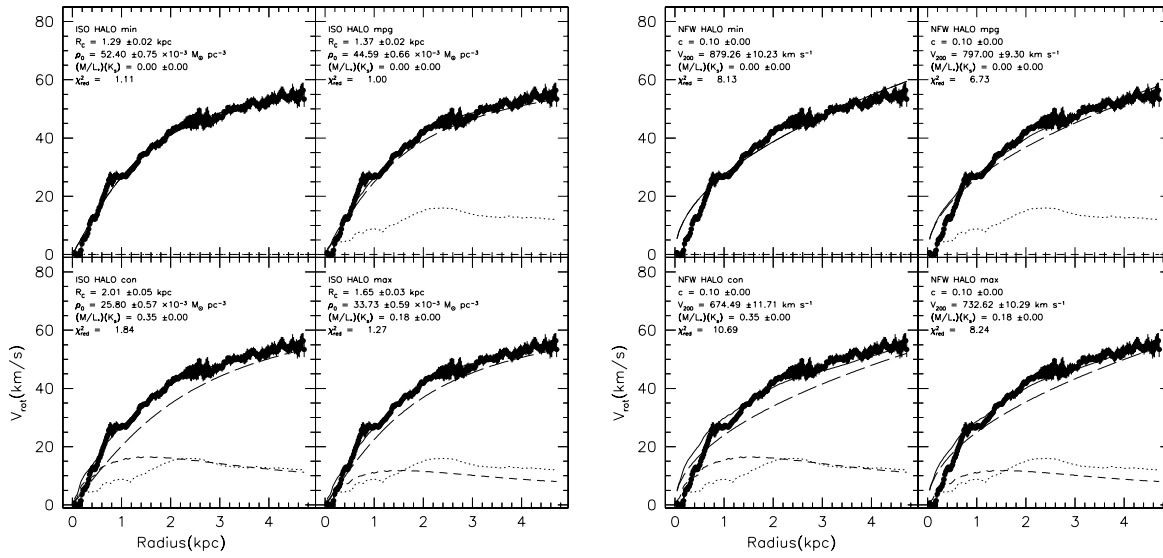 ISO HALO min
R_C = 1.29 ±0.02 kpc
ρ_0 = 52.40 ±0.75 ×10⁻³ M_⊙ pc⁻³
(M/L_*)(K_s) = 0.00 ±0.00
χ²_red = 1.11
ISO HALO mpg
R_C = 1.37 ±0.02 kpc
ρ_0 = 44.59 ±0.66 ×10⁻³ M_⊙ pc⁻³
(M/L_*)(K_s) = 0.00 ±0.00
χ²_red = 1.00
80
60
40
20
0
ISO HALO con
R_C = 2.01 ±0.05 kpc
ρ_0 = 25.80 ±0.57 ×10⁻³ M_⊙ pc⁻³
(M/L_*)(K_s) = 0.35 ±0.00
χ²_red = 1.84
ISO HALO max
R_C = 1.65 ±0.03 kpc
ρ_0 = 33.73 ±0.59 ×10⁻³ M_⊙ pc⁻³
(M/L_*)(K_s) = 0.18 ±0.00
χ²_red = 1.27
80
60
40
20
0
V_rot(km/s)
0 1 2 3 4 0 1 2 3 4
Radius(kpc)
NFW HALO min
c = 0.10 ±0.00
V_200 = 879.26 ±10.23 km s⁻¹
(M/L_*)(K_s) = 0.00 ±0.00
χ²_red = 8.13
NFW HALO mpg
c = 0.10 ±0.00
V_200 = 797.00 ±9.30 km s⁻¹
(M/L_*)(K_s) = 0.00 ±0.00
χ²_red = 6.73
80
60
40
20
0
NFW HALO con
c = 0.10 ±0.00
V_200 = 674.49 ±11.71 km s⁻¹
(M/L_*)(K_s) = 0.35 ±0.00
χ²_red = 10.69
NFW HALO max
c = 0.10 ±0.00
V_200 = 732.62 ±10.29 km s⁻¹
(M/L_*)(K_s) = 0.18 ±0.00
χ²_red = 8.24
80
60
40
20
0
V_rot(km/s)
0 1 2 3 4 0 1 2 3 4
Radius(kpc)